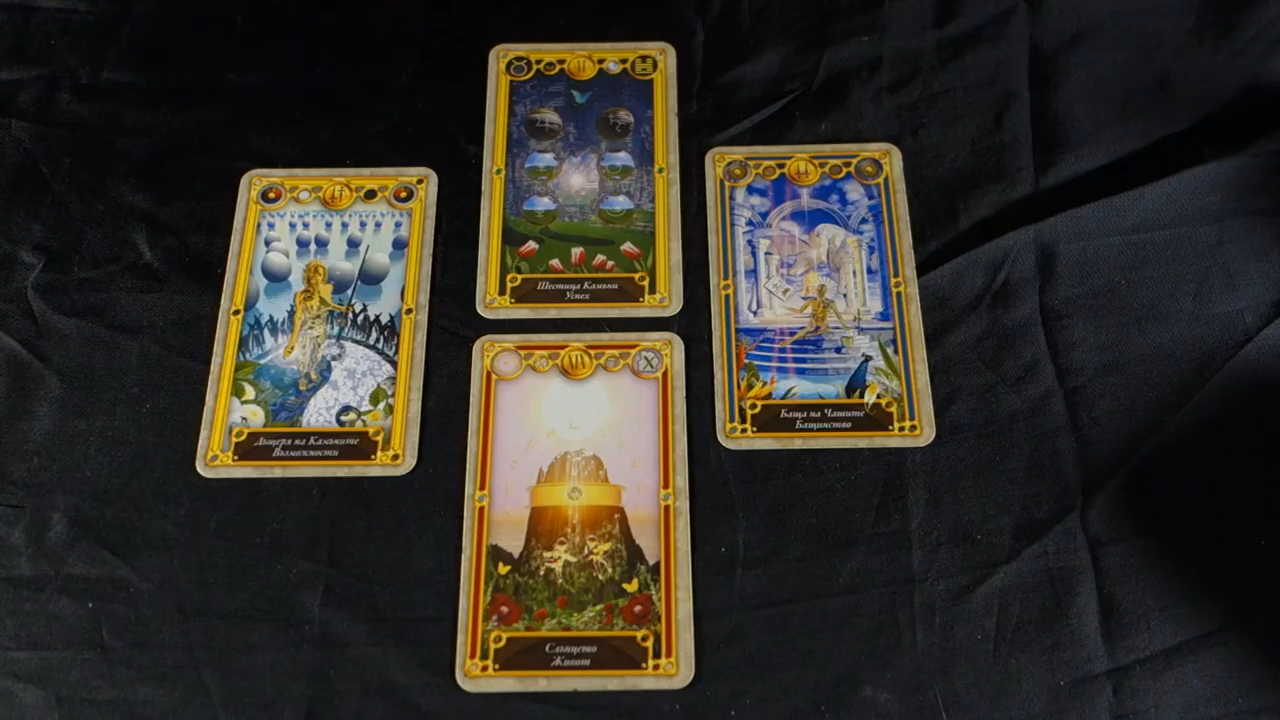 Шестица Камъни
Успех
Дъщеря на Камъните
Възможности
Баща на Чашите
Бащинство
Слънцето
Живот